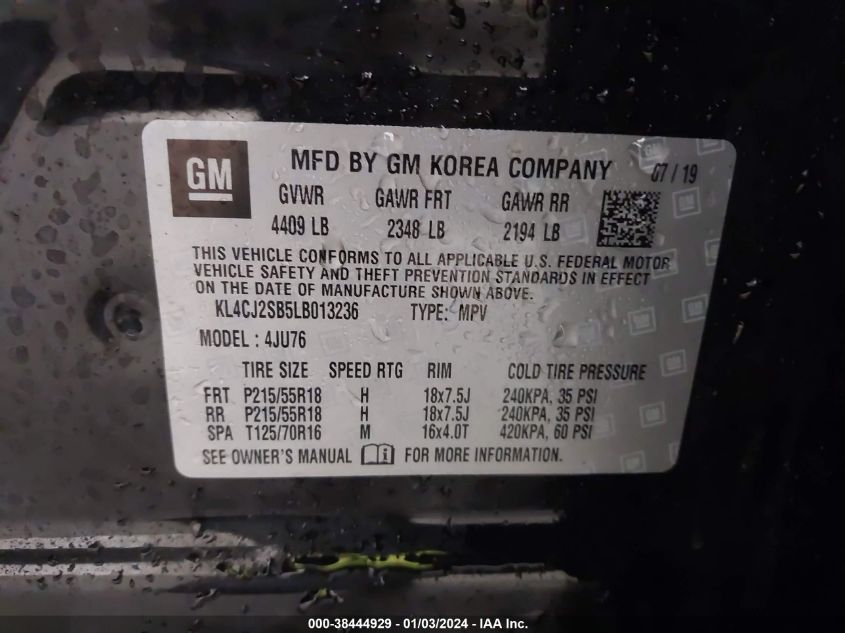 GM MFD BY GM KOREA COMPANY 07/19
GVWR GAWR FRT GAWR RR
4409 LB 2348 LB 2194 LB
THIS VEHICLE CONFORMS TO ALL APPLICABLE U.S. FEDERAL MOTOR
VEHICLE SAFETY AND THEFT PREVENTION STANDARDS IN EFFECT
ON THE DATE OF MANUFACTURE SHOWN ABOVE.
KL4CJ2SB5LB013236 TYPE: MPV
MODEL : 4JU76
TIRE SIZE SPEED RTG RIM COLD TIRE PRESSURE
FRT P215/55R18 H 18x7.5J 240KPA, 35 PSI
RR P215/55R18 H 18x7.5J 240KPA, 35 PSI
SPA T125/70R16 M 16x4.0T 420KPA, 60 PSI
SEE OWNER'S MANUAL i FOR MORE INFORMATION.
000-38444929 - 01/03/2024 - IAA Inc.